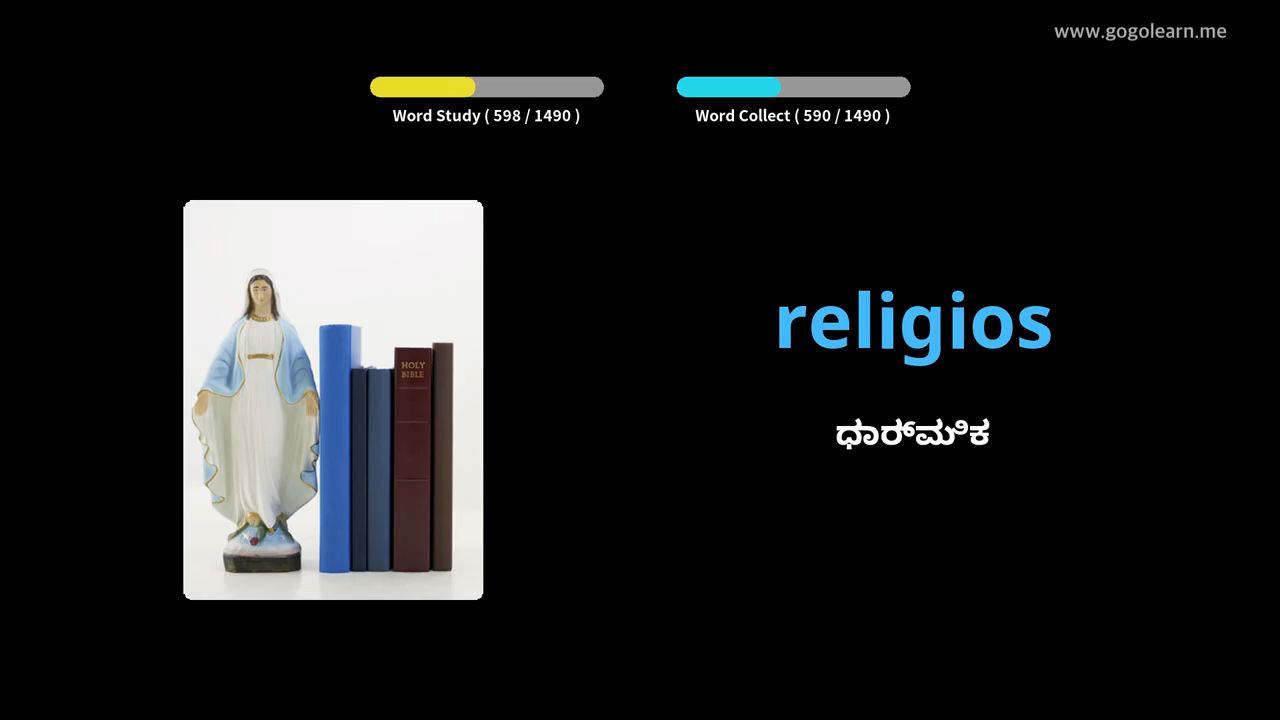 www.gogolearn.me
Word Study ( 598 / 1490 )
Word Collect ( 590 / 1490 )
HOLY
BIBLE
religios
ಧಾರ್ಮಿಕ